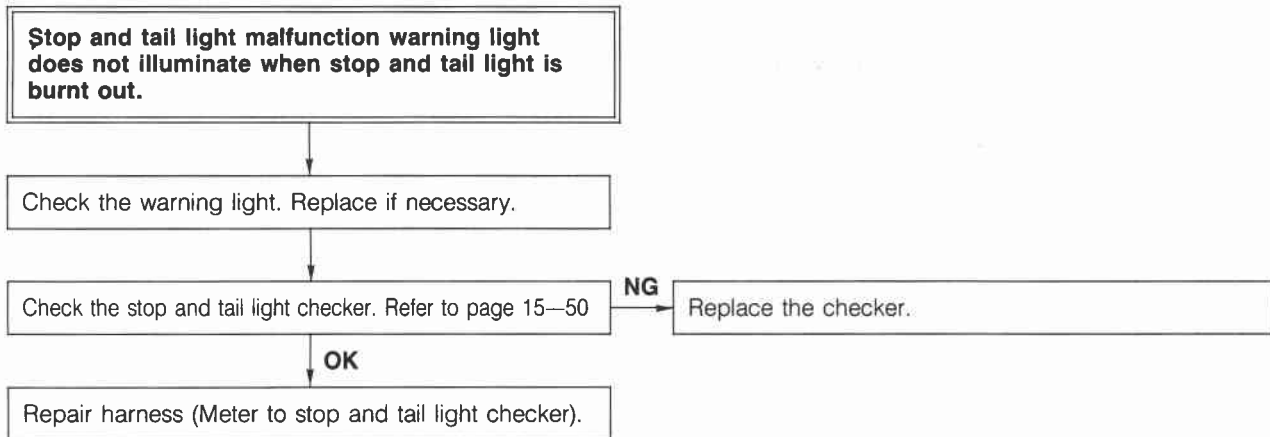 Stop and tail light malfunction warning light
does not illuminate when stop and tail light is
burnt out.
Check the warning light. Replace if necessary.
Check the stop and tail light checker. Refer to page 15—50
NG
Replace the checker.
OK
Repair harness (Meter to stop and tail light checker).